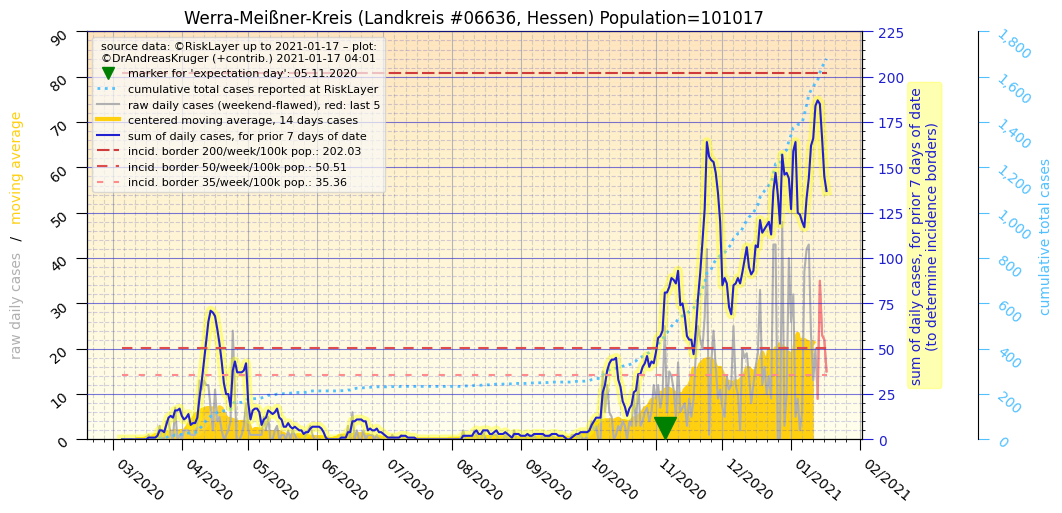 Werra-Meißner-Kreis (Landkreis #06636, Hessen) Population=101017
source data: ©RiskLayer up to 2021-01-17 – plot:
©DrAndreasKruger (+contrib.) 2021-01-17 04:01
marker for 'expectation day': 05.11.2020
cumulative total cases reported at RiskLayer
raw daily cases (weekend-flawed), red: last 5
centered moving average, 14 days cases
sum of daily cases, for prior 7 days of date
incid. border 200/week/100k pop.: 202.03
incid. border 50/week/100k pop.: 50.51
incid. border 35/week/100k pop.: 35.36
raw daily cases / moving average
90
80
70
60
50
40
30
20
10
0
225
200
175
150
125
100
75
50
25
0
sum of daily cases, for prior 7 days of date
(to determine incidence borders)
1,800
1,600
1,400
1,200
1,000
800
600
400
200
0
cumulative total cases
03/2020
04/2020
05/2020
06/2020
07/2020
08/2020
09/2020
10/2020
11/2020
12/2020
01/2021
02/2021